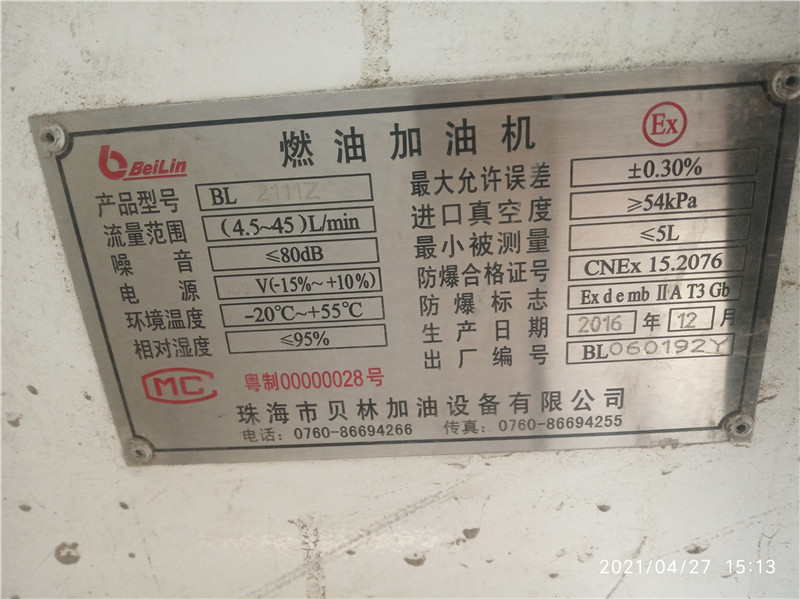 BeiLin
燃油加油机
Ex
产品型号 BL 2111Z
流量范围 (4.5~45)L/min
噪音 ≤80dB
电源 V(-15%~+10%)
环境温度 -20℃~+55℃
相对湿度 ≤95%
最大允许误差 ±0.30%
进口真空度 ≥54kPa
最小被测量 ≤5L
防爆合格证号 CNEx 15.2076
防爆标志 Ex d e mb ⅡA T3 Gb
生产日期 2016 年 12 月
出厂编号 BL060192Y
MC 粤制00000028号
珠海市贝林加油设备有限公司
电话：0760-86694266 传真：0760-86694255
2021/04/27 15:13